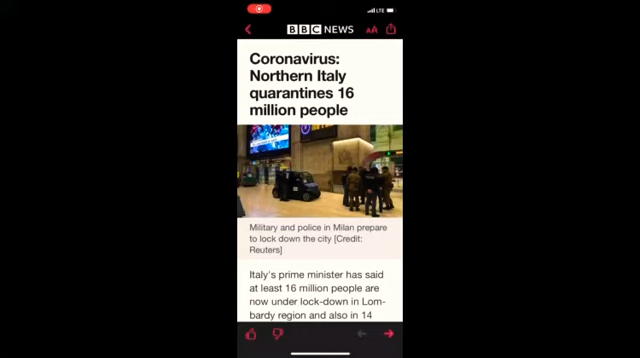 LTE
BBC NEWS
AA
Coronavirus:
Northern Italy
quarantines 16
million people
Military and police in Milan prepare
to lock down the city [Credit:
Reuters]
Italy's prime minister has said
at least 16 million people are
now under lock-down in Lom-
bardy region and also in 14